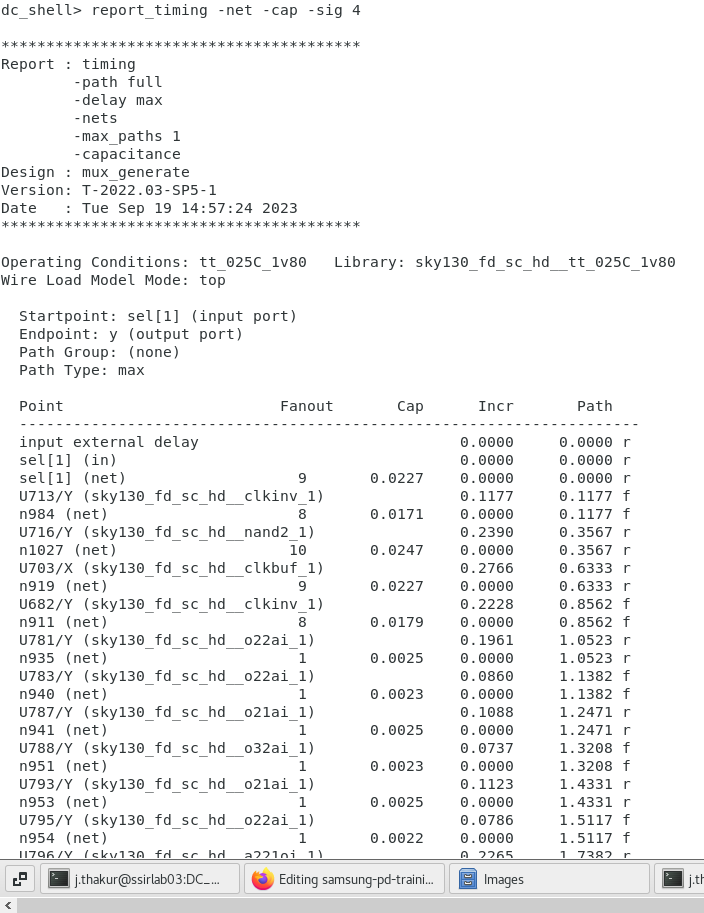 dc_shell> report_timing -net -cap -sig 4
****************************************
Report : timing
        -path full
        -delay max
        -nets
        -max_paths 1
        -capacitance
Design : mux_generate
Version: T-2022.03-SP5-1
Date   : Tue Sep 19 14:57:24 2023
****************************************
Operating Conditions: tt_025C_1v80   Library: sky130_fd_sc_hd__tt_025C_1v80
Wire Load Model Mode: top
  Startpoint: sel[1] (input port)
  Endpoint: y (output port)
  Path Group: (none)
  Path Type: max
  Point                        Fanout       Cap      Incr       Path
  ---------------------------------------------------------------------
  input external delay                             0.0000     0.0000 r
  sel[1] (in)                                      0.0000     0.0000 r
  sel[1] (net)                   9       0.0227    0.0000     0.0000 r
  U713/Y (sky130_fd_sc_hd__clkinv_1)               0.1177     0.1177 f
  n984 (net)                     8       0.0171    0.0000     0.1177 f
  U716/Y (sky130_fd_sc_hd__nand2_1)                0.2390     0.3567 r
  n1027 (net)                   10       0.0247    0.0000     0.3567 r
  U703/X (sky130_fd_sc_hd__clkbuf_1)               0.2766     0.6333 r
  n919 (net)                     9       0.0227    0.0000     0.6333 r
  U682/Y (sky130_fd_sc_hd__clkinv_1)               0.2228     0.8562 f
  n911 (net)                     8       0.0179    0.0000     0.8562 f
  U781/Y (sky130_fd_sc_hd__o22ai_1)                0.1961     1.0523 r
  n935 (net)                     1       0.0025    0.0000     1.0523 r
  U783/Y (sky130_fd_sc_hd__o22ai_1)                0.0860     1.1382 f
  n940 (net)                     1       0.0023    0.0000     1.1382 f
  U787/Y (sky130_fd_sc_hd__o21ai_1)                0.1088     1.2471 r
  n941 (net)                     1       0.0025    0.0000     1.2471 r
  U788/Y (sky130_fd_sc_hd__o32ai_1)                0.0737     1.3208 f
  n951 (net)                     1       0.0023    0.0000     1.3208 f
  U793/Y (sky130_fd_sc_hd__o21ai_1)                0.1123     1.4331 r
  n953 (net)                     1       0.0025    0.0000     1.4331 r
  U795/Y (sky130_fd_sc_hd__o22ai_1)                0.0786     1.5117 f
  n954 (net)                     1       0.0022    0.0000     1.5117 f
  U796/Y (sky130_fd_sc_hd__a221oi_1)               0.2265     1.7382 r
j.thakur@ssirlab03:DC_... Editing samsung-pd-traini... Images j.th